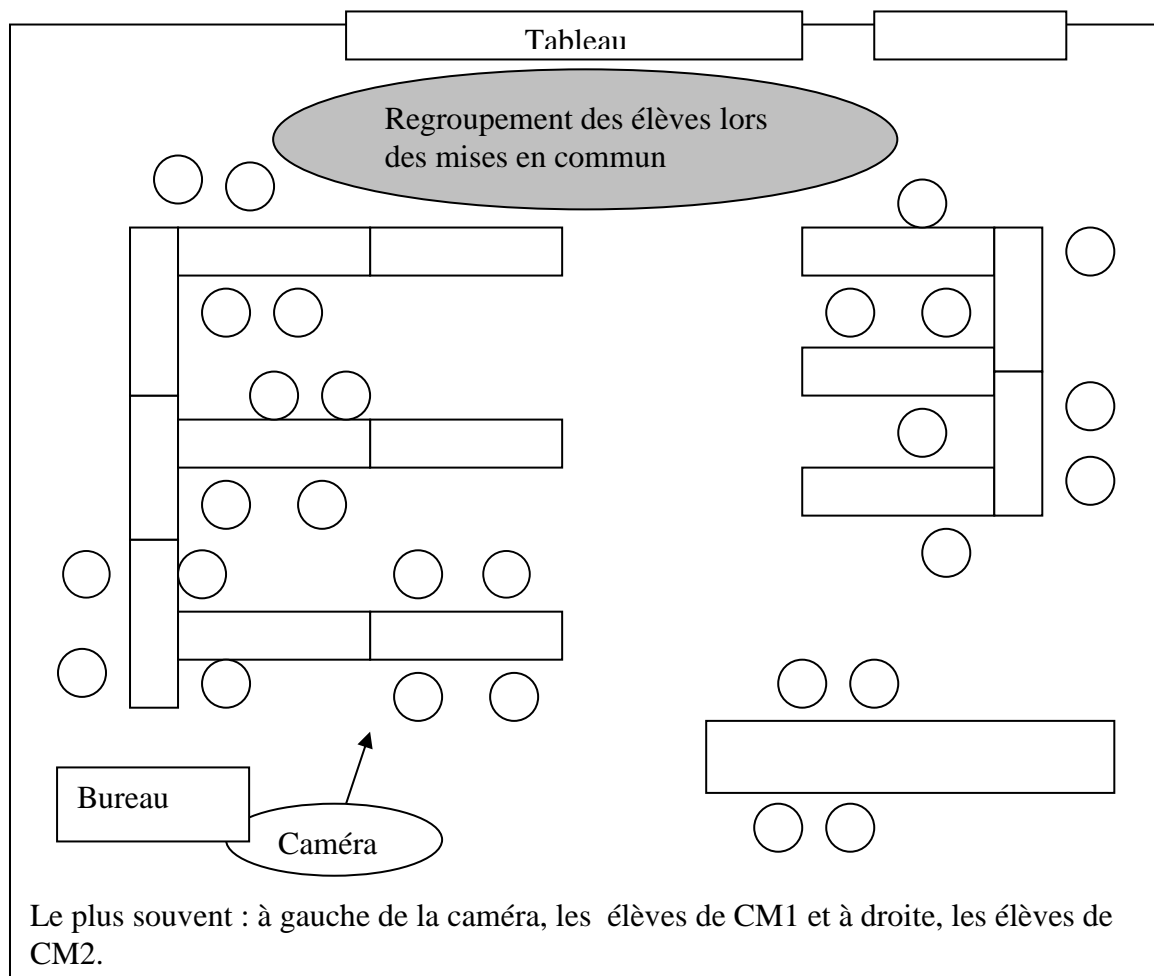 Tableau
Regroupement des élèves lors
des mises en commun
Bureau
Caméra
Le plus souvent : à gauche de la caméra, les élèves de CM1 et à droite, les élèves de
CM2.